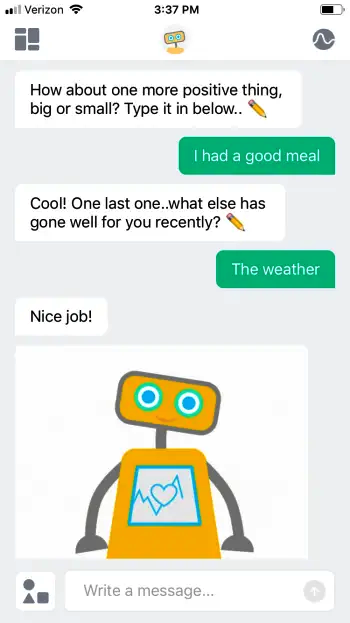 Verizon 3:37 PM
How about one more positive thing,
big or small? Type it in below.. ✏️
I had a good meal
Cool! One last one..what else has
gone well for you recently? ✏️
The weather
Nice job!
Write a message...